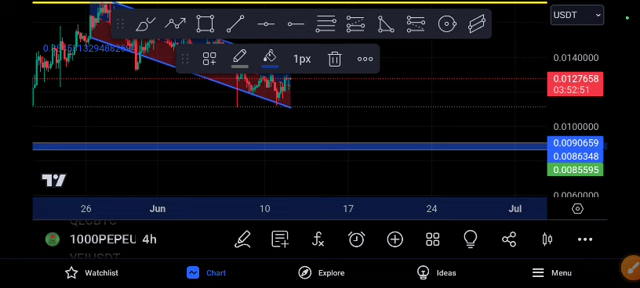 USDT
1px
0.0140000
0.0127658
03:52:51
0.0100000
0.0090659
0.0086348
0.0085595
0.0060000
26 Jun 10 17 24 Jul
1000PEPEU 4h
Watchlist Chart Explore Ideas Menu